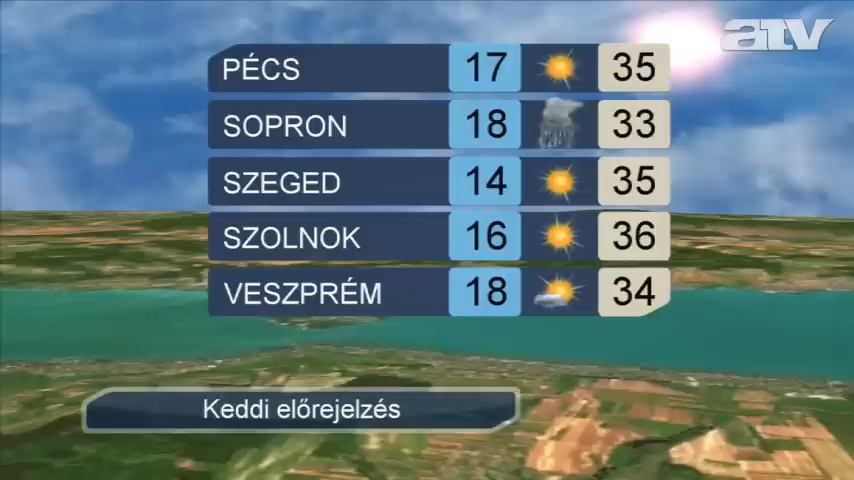 atv
PÉCS 17 35
SOPRON 18 33
SZEGED 14 35
SZOLNOK 16 36
VESZPRÉM 18 34
Keddi előrejelzés